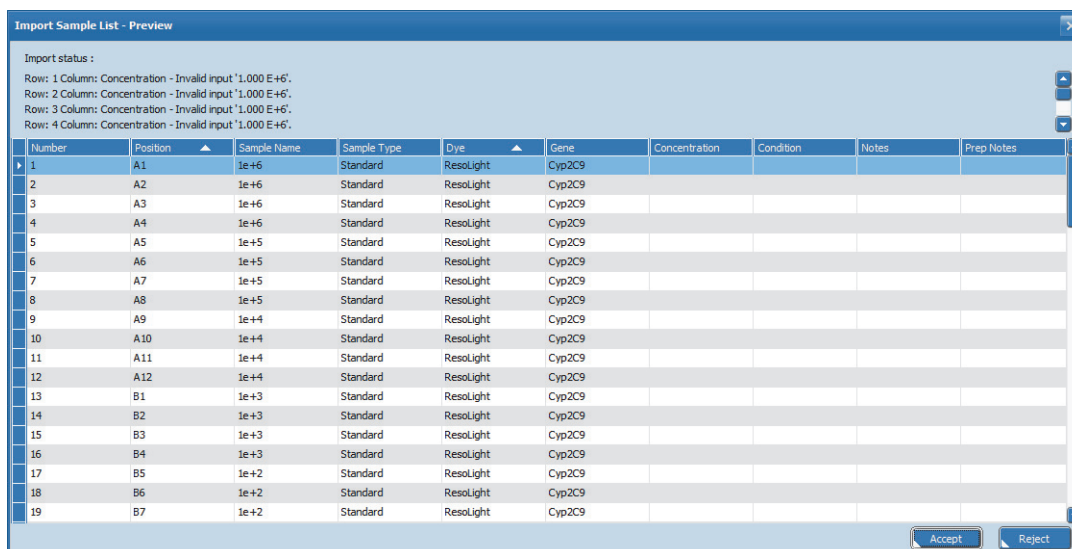 Import Sample List - Preview
Import status :
Row: 1 Column: Concentration - Invalid input '1.000 E+6'.
Row: 2 Column: Concentration - Invalid input '1.000 E+6'.
Row: 3 Column: Concentration - Invalid input '1.000 E+6'.
Row: 4 Column: Concentration - Invalid input '1.000 E+6'.
Number Position Sample Name Sample Type Dye Gene Concentration Condition Notes Prep Notes
1 A1 1e+6 Standard ResoLight Cyp2C9
2 A2 1e+6 Standard ResoLight Cyp2C9
3 A3 1e+6 Standard ResoLight Cyp2C9
4 A4 1e+6 Standard ResoLight Cyp2C9
5 A5 1e+5 Standard ResoLight Cyp2C9
6 A6 1e+5 Standard ResoLight Cyp2C9
7 A7 1e+5 Standard ResoLight Cyp2C9
8 A8 1e+5 Standard ResoLight Cyp2C9
9 A9 1e+4 Standard ResoLight Cyp2C9
10 A10 1e+4 Standard ResoLight Cyp2C9
11 A11 1e+4 Standard ResoLight Cyp2C9
12 A12 1e+4 Standard ResoLight Cyp2C9
13 B1 1e+3 Standard ResoLight Cyp2C9
14 B2 1e+3 Standard ResoLight Cyp2C9
15 B3 1e+3 Standard ResoLight Cyp2C9
16 B4 1e+3 Standard ResoLight Cyp2C9
17 B5 1e+2 Standard ResoLight Cyp2C9
18 B6 1e+2 Standard ResoLight Cyp2C9
19 B7 1e+2 Standard ResoLight Cyp2C9
Accept Reject